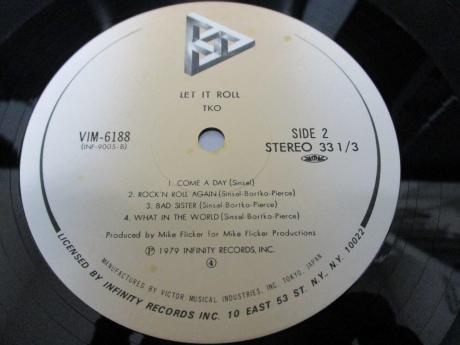 LET IT ROLL
TKO
VIM-6188
(INF-9005-B)
SIDE 2
STEREO 33 1/3
1. COME A DAY (Sinsel)
2. ROCK'N ROLL AGAIN (Sinsel-Bortko-Pierce)
3. BAD SISTER (Sinsel-Bortko-Pierce)
4. WHAT IN THE WORLD (Sinsel-Bortko-Pierce)
Produced by Mike Flicker for Mike Flicker Productions
Ⓟ 1979 INFINITY RECORDS, INC.
④
MANUFACTURED BY VICTOR MUSICAL INDUSTRIES, INC. TOKYO, JAPAN
LICENSED BY INFINITY RECORDS INC. 10 EAST 53 ST. NY. NY. 10022